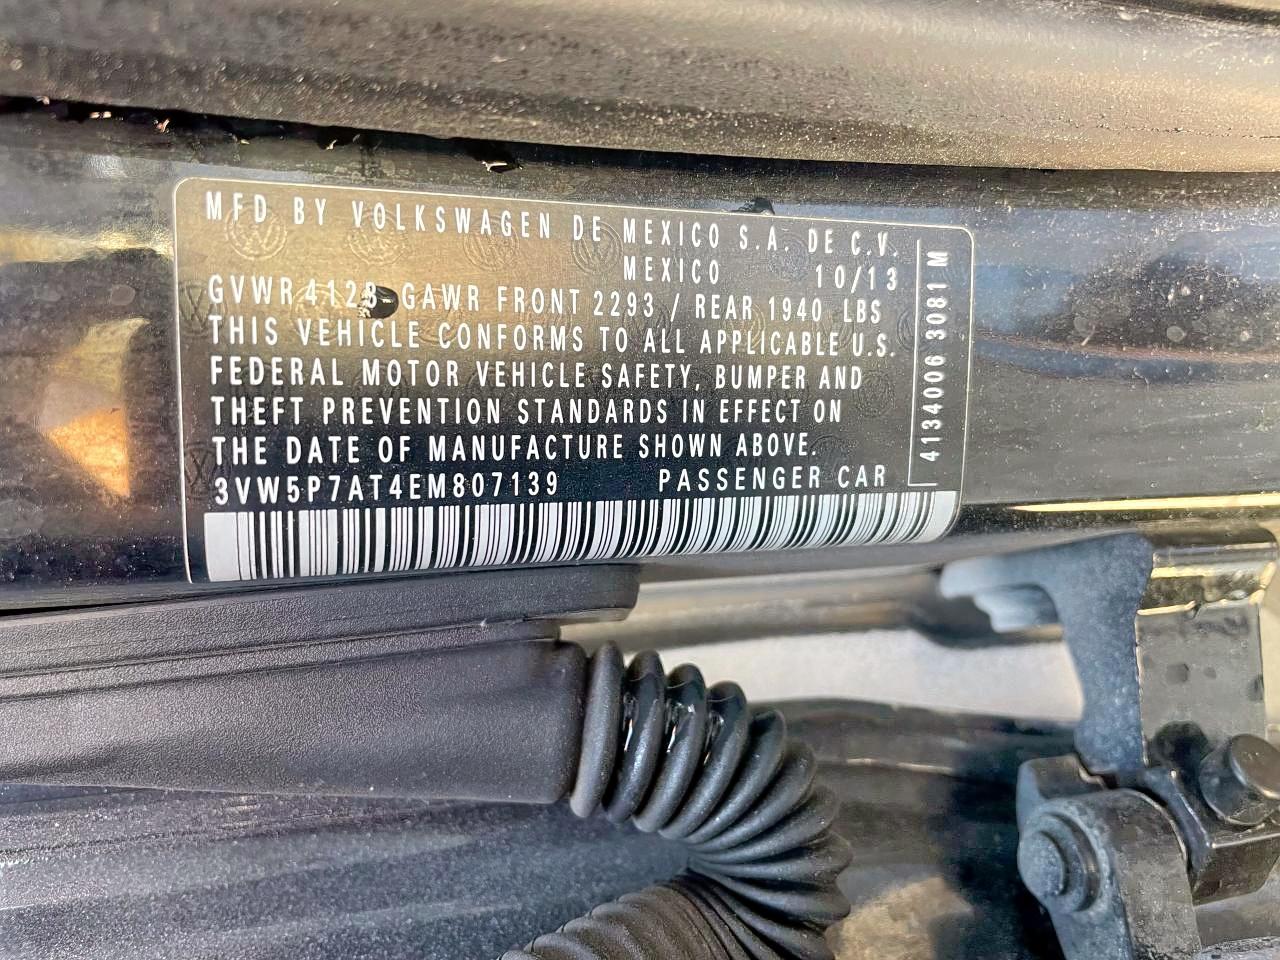 MFD BY VOLKSWAGEN DE MEXICO S.A. DE C.V.
MEXICO 10/13
GVWR 4128 GAWR FRONT 2293 / REAR 1940 LBS
THIS VEHICLE CONFORMS TO ALL APPLICABLE U.S.
FEDERAL MOTOR VEHICLE SAFETY, BUMPER AND
THEFT PREVENTION STANDARDS IN EFFECT ON
THE DATE OF MANUFACTURE SHOWN ABOVE.
3VW5P7AT4EM807139 PASSENGER CAR
4134006 3081 M